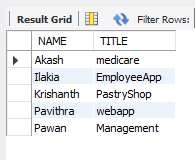 Result Grid Filter Rows:
NAME TITLE
Akash medicare
Ilakia EmployeeApp
Krishanth PastryShop
Pavithra webapp
Pawan Management